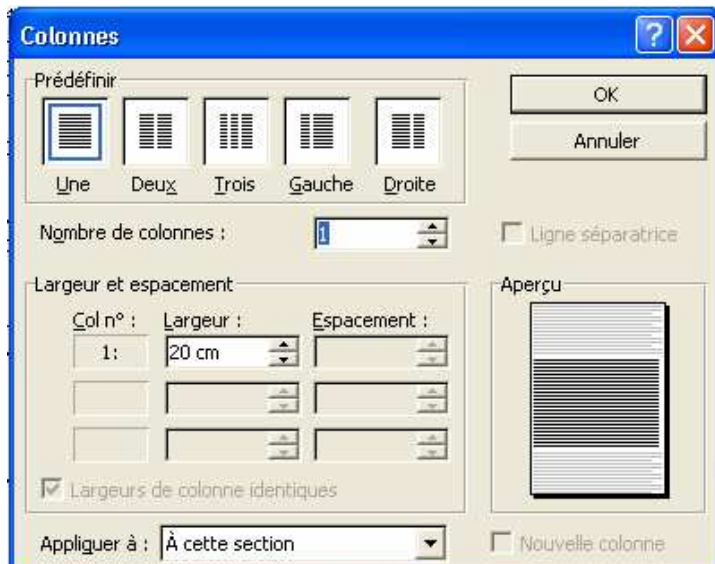 Colonnes
Prédéfinir
Une Deux Trois Gauche Droite
OK
Annuler
Nombre de colonnes : 1
Ligne séparatrice
Largeur et espacement
Col n° : Largeur : Espacement :
1: 20 cm
Largeurs de colonne identiques
Aperçu
Appliquer à : À cette section
Nouvelle colonne